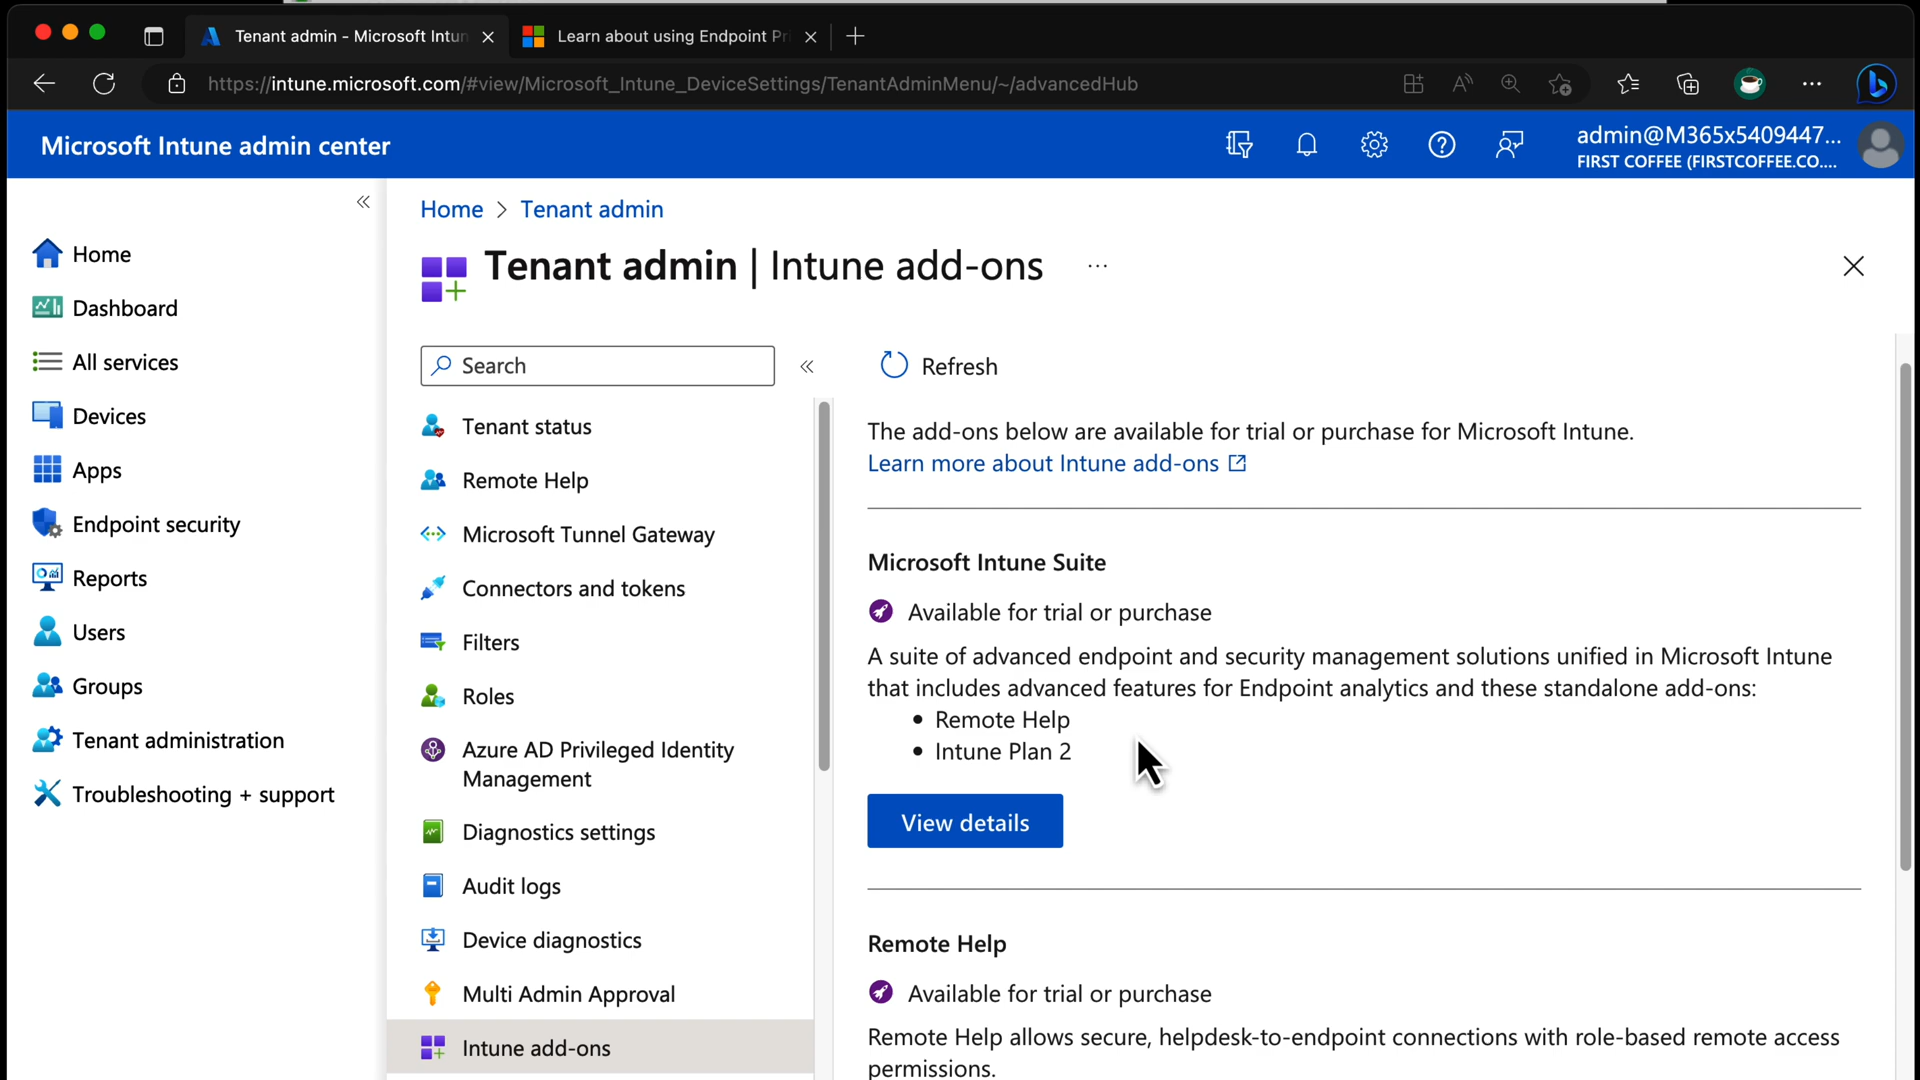 Tenant admin - Microsoft Intun
Learn about using Endpoint Pri
https://intune.microsoft.com/#view/Microsoft_Intune_DeviceSettings/TenantAdminMenu/~/advancedHub
Microsoft Intune admin center
admin@M365x5409447...
FIRST COFFEE (FIRSTCOFFEE.CO....
Home
Dashboard
All services
Devices
Apps
Endpoint security
Reports
Users
Groups
Tenant administration
Troubleshooting + support
Home > Tenant admin
Tenant admin | Intune add-ons ...
Search
Tenant status
Remote Help
Microsoft Tunnel Gateway
Connectors and tokens
Filters
Roles
Azure AD Privileged Identity
Management
Diagnostics settings
Audit logs
Device diagnostics
Multi Admin Approval
Intune add-ons
Refresh
The add-ons below are available for trial or purchase for Microsoft Intune.
Learn more about Intune add-ons
Microsoft Intune Suite
Available for trial or purchase
A suite of advanced endpoint and security management solutions unified in Microsoft Intune
that includes advanced features for Endpoint analytics and these standalone add-ons:
• Remote Help
• Intune Plan 2
View details
Remote Help
Available for trial or purchase
Remote Help allows secure, helpdesk-to-endpoint connections with role-based remote access
permissions.